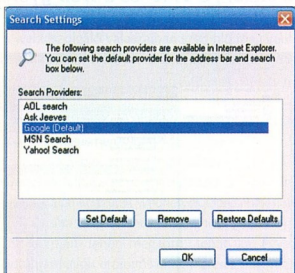 Search Settings
The following search providers are available in Internet Explorer.
You can set the default provider for the address bar and search
box below.
Search Providers:
AOL search
Ask Jeeves
Google (Default)
MSN Search
Yahoo! Search
Set Default Remove Restore Defaults
OK Cancel